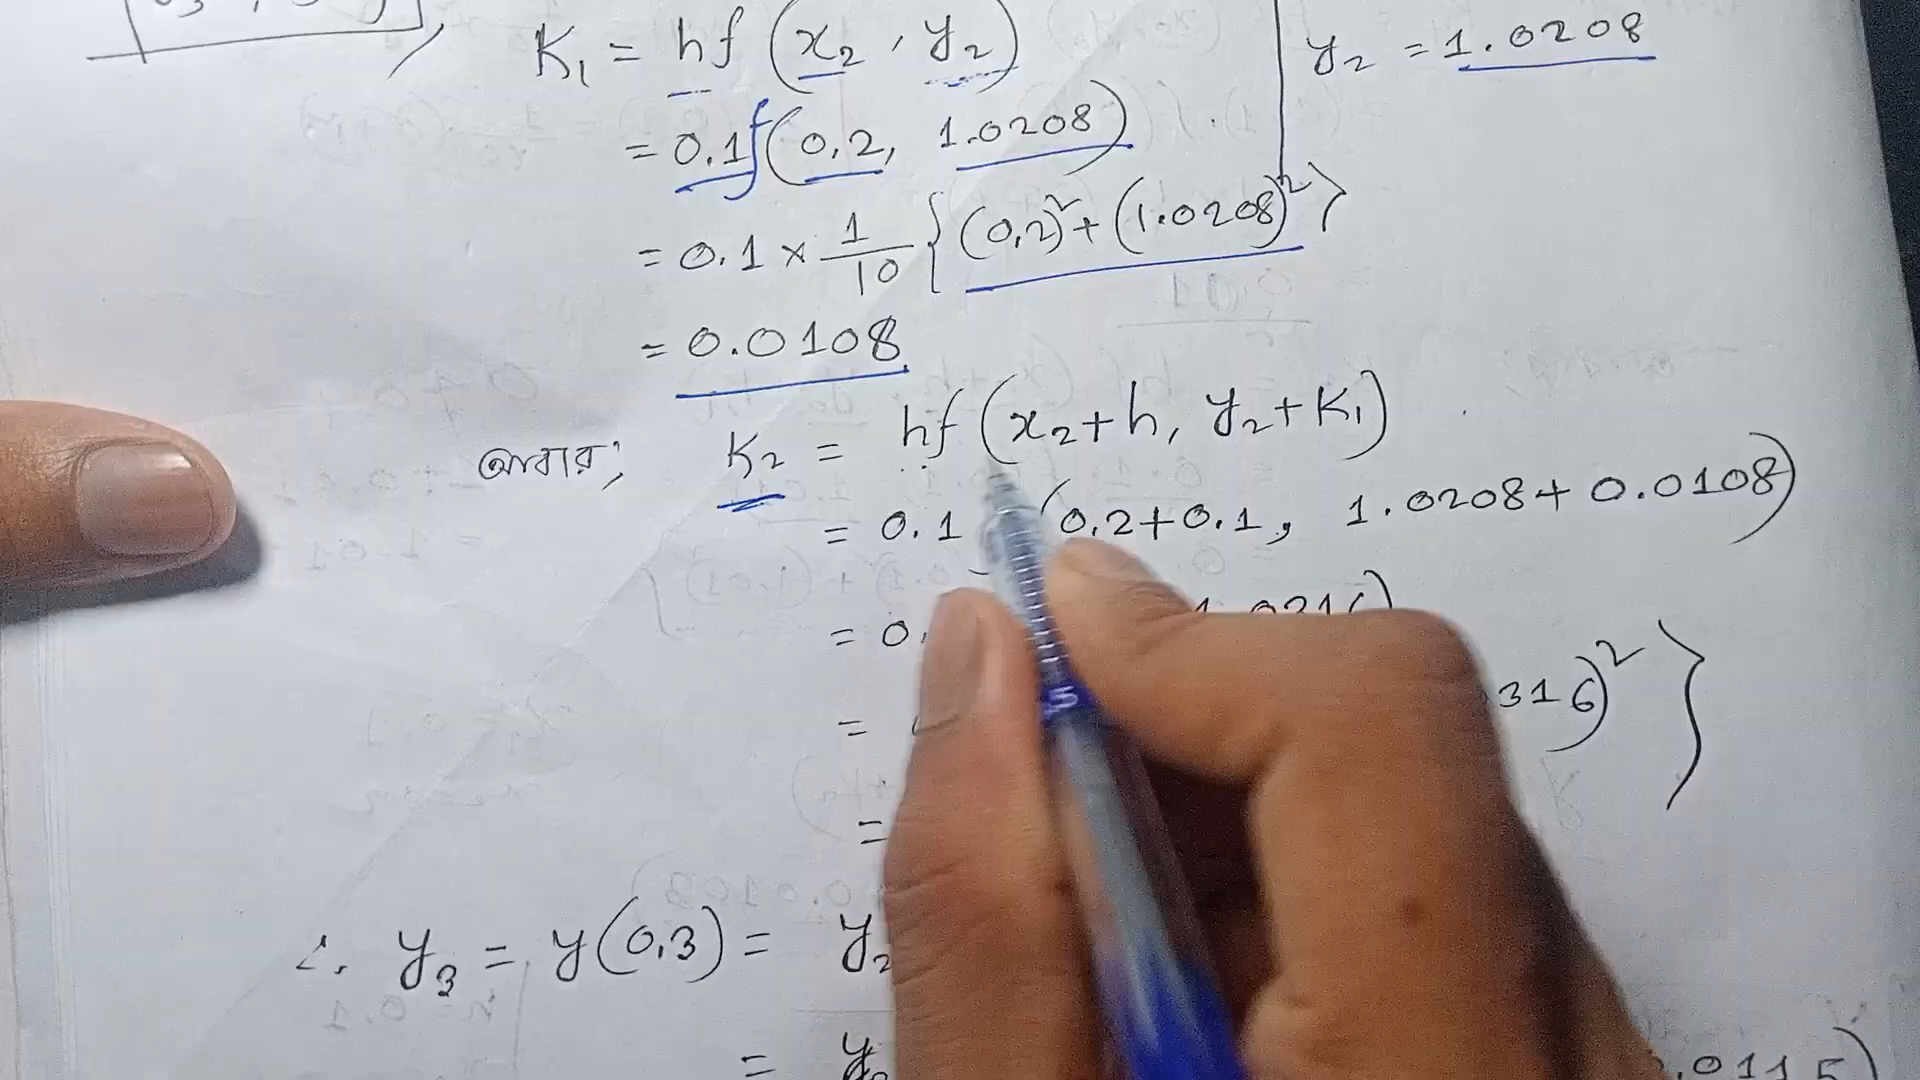 K₁ = hf (x₂, y₂)
y₂ = 1.0208
= 0.1f(0.2, 1.0208)
= 0.1 × 1/10 {(0.2)² + (1.0208)²}
= 0.0108
আবার, K₂ = hf (x₂+h, y₂+K₁)
= 0.1 (0.2+0.1, 1.0208+0.0108)
= 0.
= 316)²}
=
∴ y₃ = y(0.3) = y₂
= .0115)